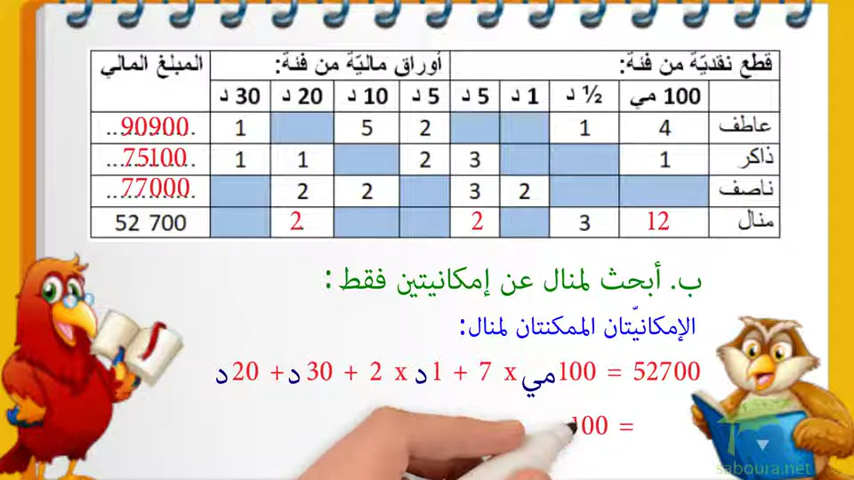 قطع نقديّة من فئة: أوراق ماليّة من فئة: المبلغ المالي
100 مي ½ د 1 د 5 د 5 د 10 د 20 د 30 د
عاطف 4 1 2 5 1 90900
ذاكر 1 3 2 1 1 75100
ناصف 2 3 2 2 77000
منال 12 3 2 2 52 700
ب. أبحث لمنال عن إمكانيتين فقط:
الإمكانيّتان الممكنتان لمنال:
52700 = 100مي x 7 + 1د x 2 + 30د+ 20د
= 100
saboura.net